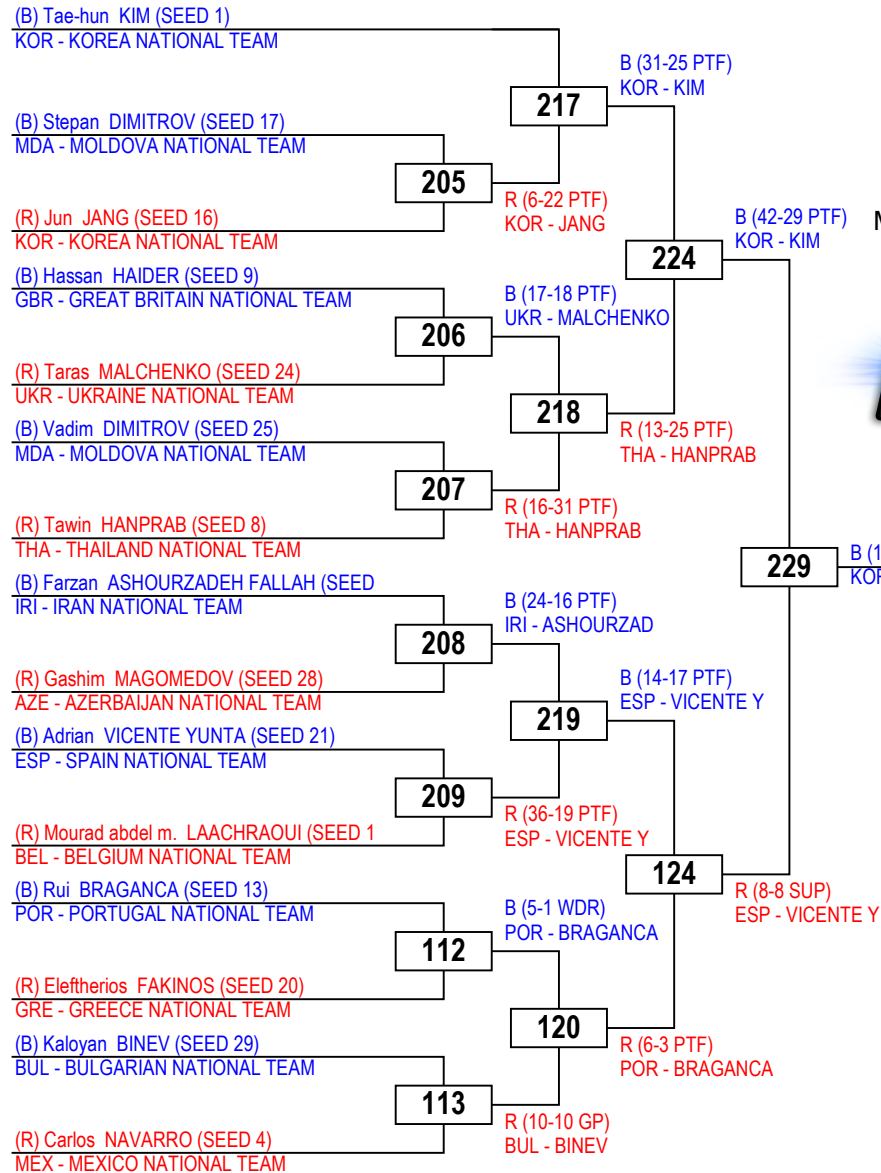 (B) Tae-hun KIM (SEED 1)
KOR - KOREA NATIONAL TEAM
B (31-25 PTF)
KOR - KIM
217
(B) Stepan DIMITROV (SEED 17)
MDA - MOLDOVA NATIONAL TEAM
205
R (6-22 PTF)
KOR - JANG
(R) Jun JANG (SEED 16)
KOR - KOREA NATIONAL TEAM
B (42-29 PTF)
KOR - KIM
M
224
(B) Hassan HAIDER (SEED 9)
GBR - GREAT BRITAIN NATIONAL TEAM
B (17-18 PTF)
UKR - MALCHENKO
206
(R) Taras MALCHENKO (SEED 24)
UKR - UKRAINE NATIONAL TEAM
218
R (13-25 PTF)
THA - HANPRAB
(B) Vadim DIMITROV (SEED 25)
MDA - MOLDOVA NATIONAL TEAM
207
R (16-31 PTF)
THA - HANPRAB
(R) Tawin HANPRAB (SEED 8)
THA - THAILAND NATIONAL TEAM
229
B (1
KOR
(B) Farzan ASHOURZADEH FALLAH (SEED
IRI - IRAN NATIONAL TEAM
B (24-16 PTF)
IRI - ASHOURZAD
208
(R) Gashim MAGOMEDOV (SEED 28)
AZE - AZERBAIJAN NATIONAL TEAM
B (14-17 PTF)
ESP - VICENTE Y
219
(B) Adrian VICENTE YUNTA (SEED 21)
ESP - SPAIN NATIONAL TEAM
209
R (36-19 PTF)
ESP - VICENTE Y
(R) Mourad abdel m. LAACHRAOUI (SEED 1
BEL - BELGIUM NATIONAL TEAM
124
R (8-8 SUP)
ESP - VICENTE Y
(B) Rui BRAGANCA (SEED 13)
POR - PORTUGAL NATIONAL TEAM
B (5-1 WDR)
POR - BRAGANCA
112
(R) Eleftherios FAKINOS (SEED 20)
GRE - GREECE NATIONAL TEAM
120
R (6-3 PTF)
POR - BRAGANCA
(B) Kaloyan BINEV (SEED 29)
BUL - BULGARIAN NATIONAL TEAM
113
R (10-10 GP)
BUL - BINEV
(R) Carlos NAVARRO (SEED 4)
MEX - MEXICO NATIONAL TEAM